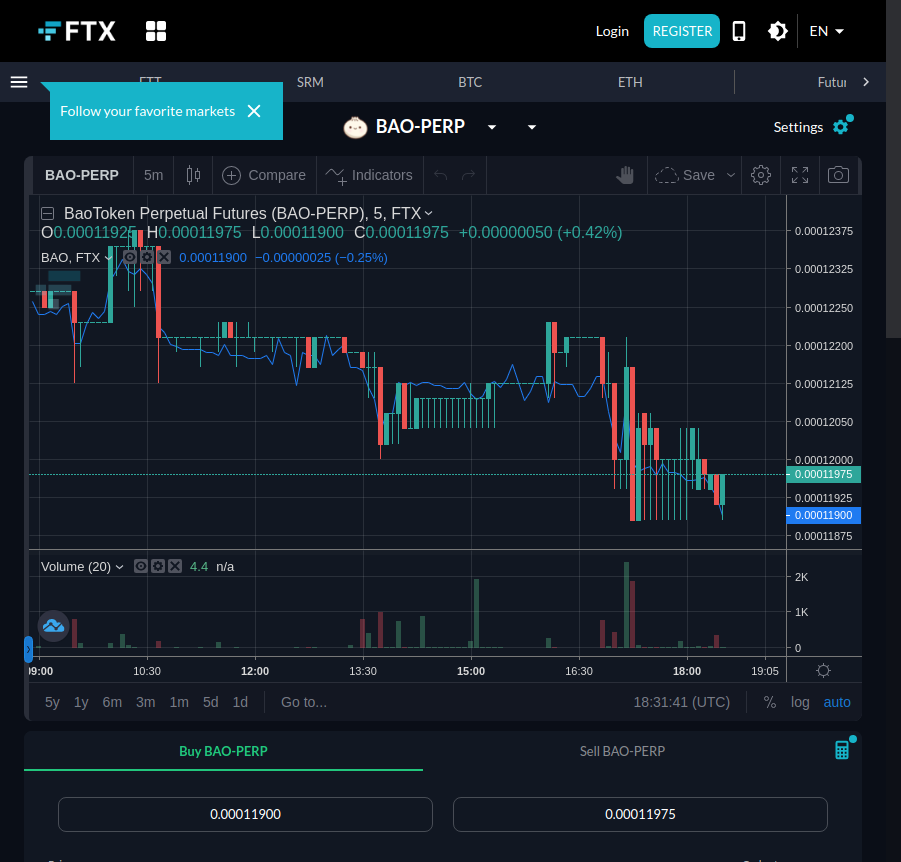 FTX
Login
REGISTER
EN
FTT SRM BTC ETH Futur
Follow your favorite markets
BAO-PERP
Settings
BAO-PERP 5m Compare Indicators Save
BaoToken Perpetual Futures (BAO-PERP), 5, FTX
O0.00011925 H0.00011975 L0.00011900 C0.00011975 +0.00000050 (+0.42%)
BAO, FTX 0.00011900 −0.00000025 (−0.25%)
0.00012375
0.00012325
0.00012250
0.00012200
0.00012125
0.00012050
0.00012000
0.00011975
0.00011925
0.00011900
0.00011875
Volume (20) 4.4 n/a
2K
1K
0
09:00 10:30 12:00 13:30 15:00 16:30 18:00 19:05
5y 1y 6m 3m 1m 5d 1d Go to... 18:31:41 (UTC) % log auto
Buy BAO-PERP Sell BAO-PERP
0.00011900 0.00011975